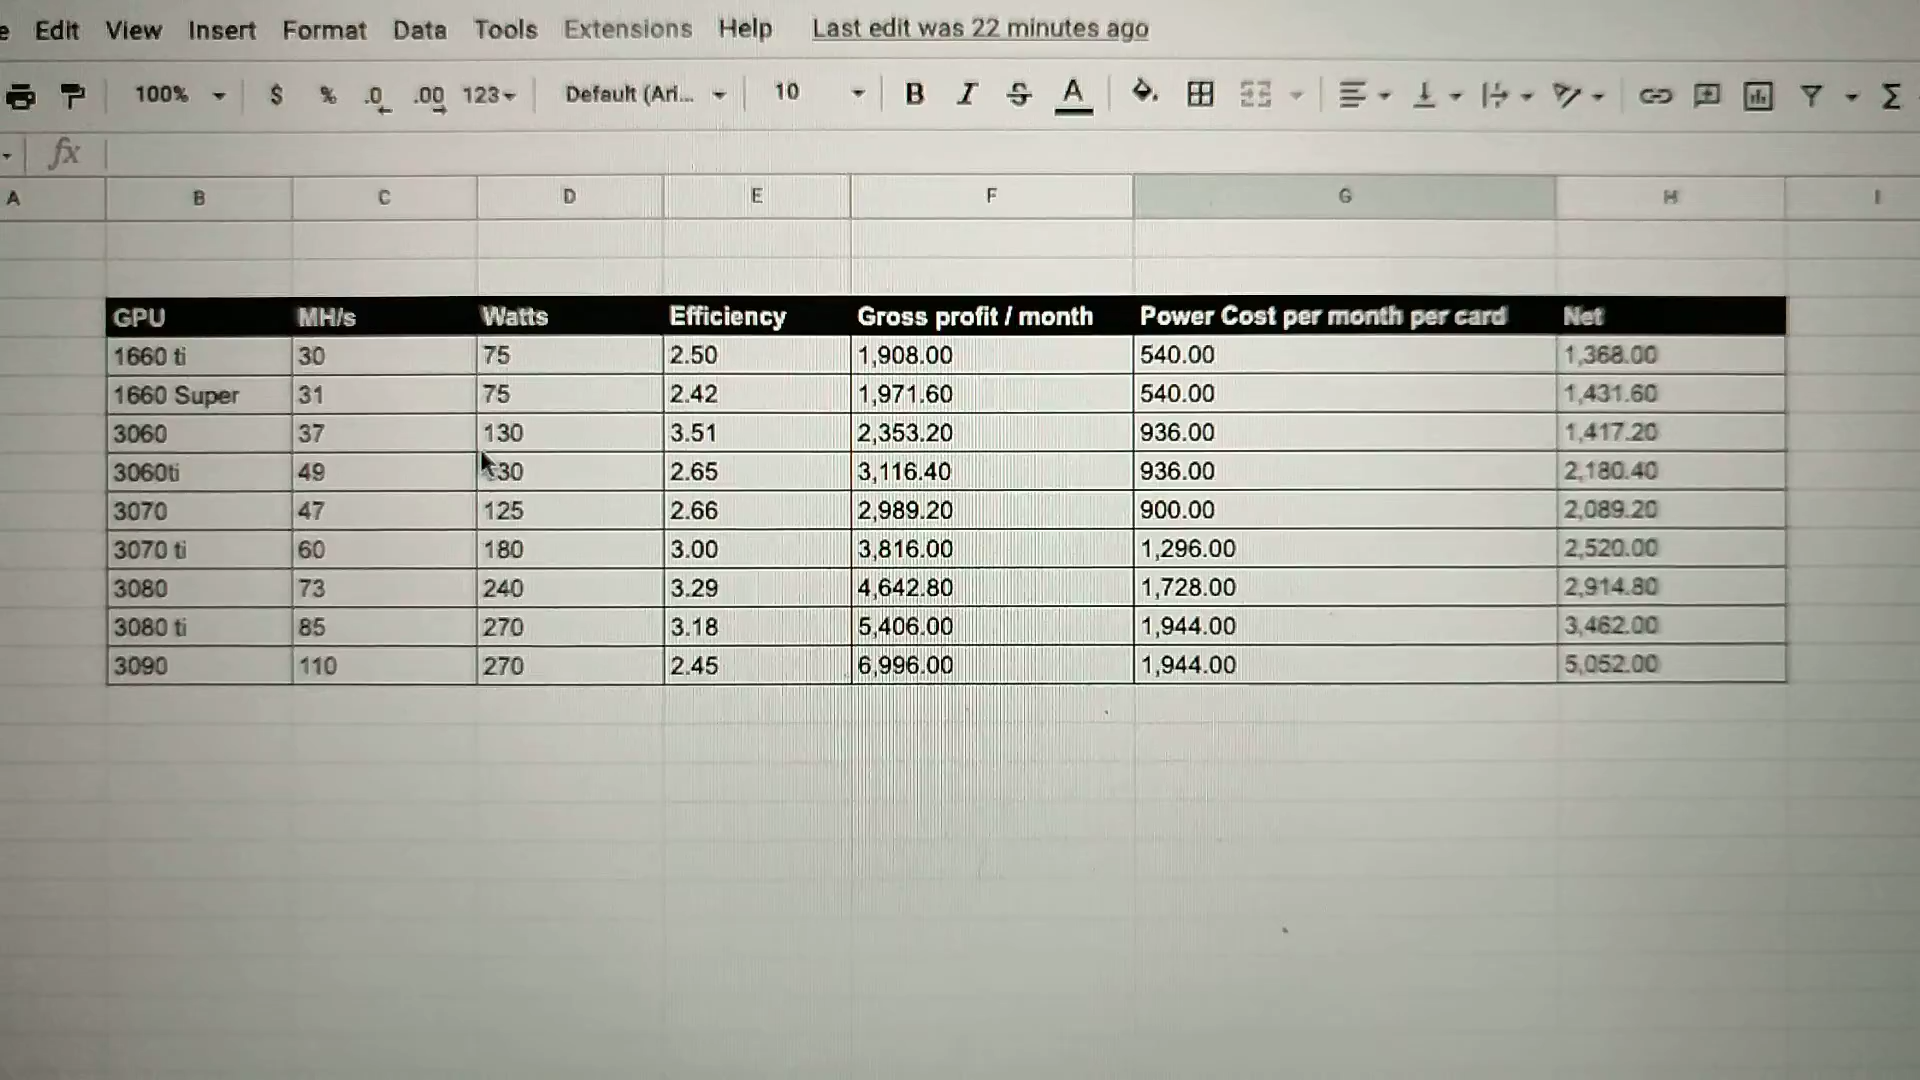 Edit View Insert Format Data Tools Extensions Help Last edit was 22 minutes ago
100% $ % .0 .00 123 Default (Ari... 10 B I S A Σ
fx
A B C D E F G H I
GPU MH/s Watts Efficiency Gross profit / month Power Cost per month per card Net
1660 ti 30 75 2.50 1,908.00 540.00 1,368.00
1660 Super 31 75 2.42 1,971.60 540.00 1,431.60
3060 37 130 3.51 2,353.20 936.00 1,417.20
3060ti 49 130 2.65 3,116.40 936.00 2,180.40
3070 47 125 2.66 2,989.20 900.00 2,089.20
3070 ti 60 180 3.00 3,816.00 1,296.00 2,520.00
3080 73 240 3.29 4,642.80 1,728.00 2,914.80
3080 ti 85 270 3.18 5,406.00 1,944.00 3,462.00
3090 110 270 2.45 6,996.00 1,944.00 5,052.00